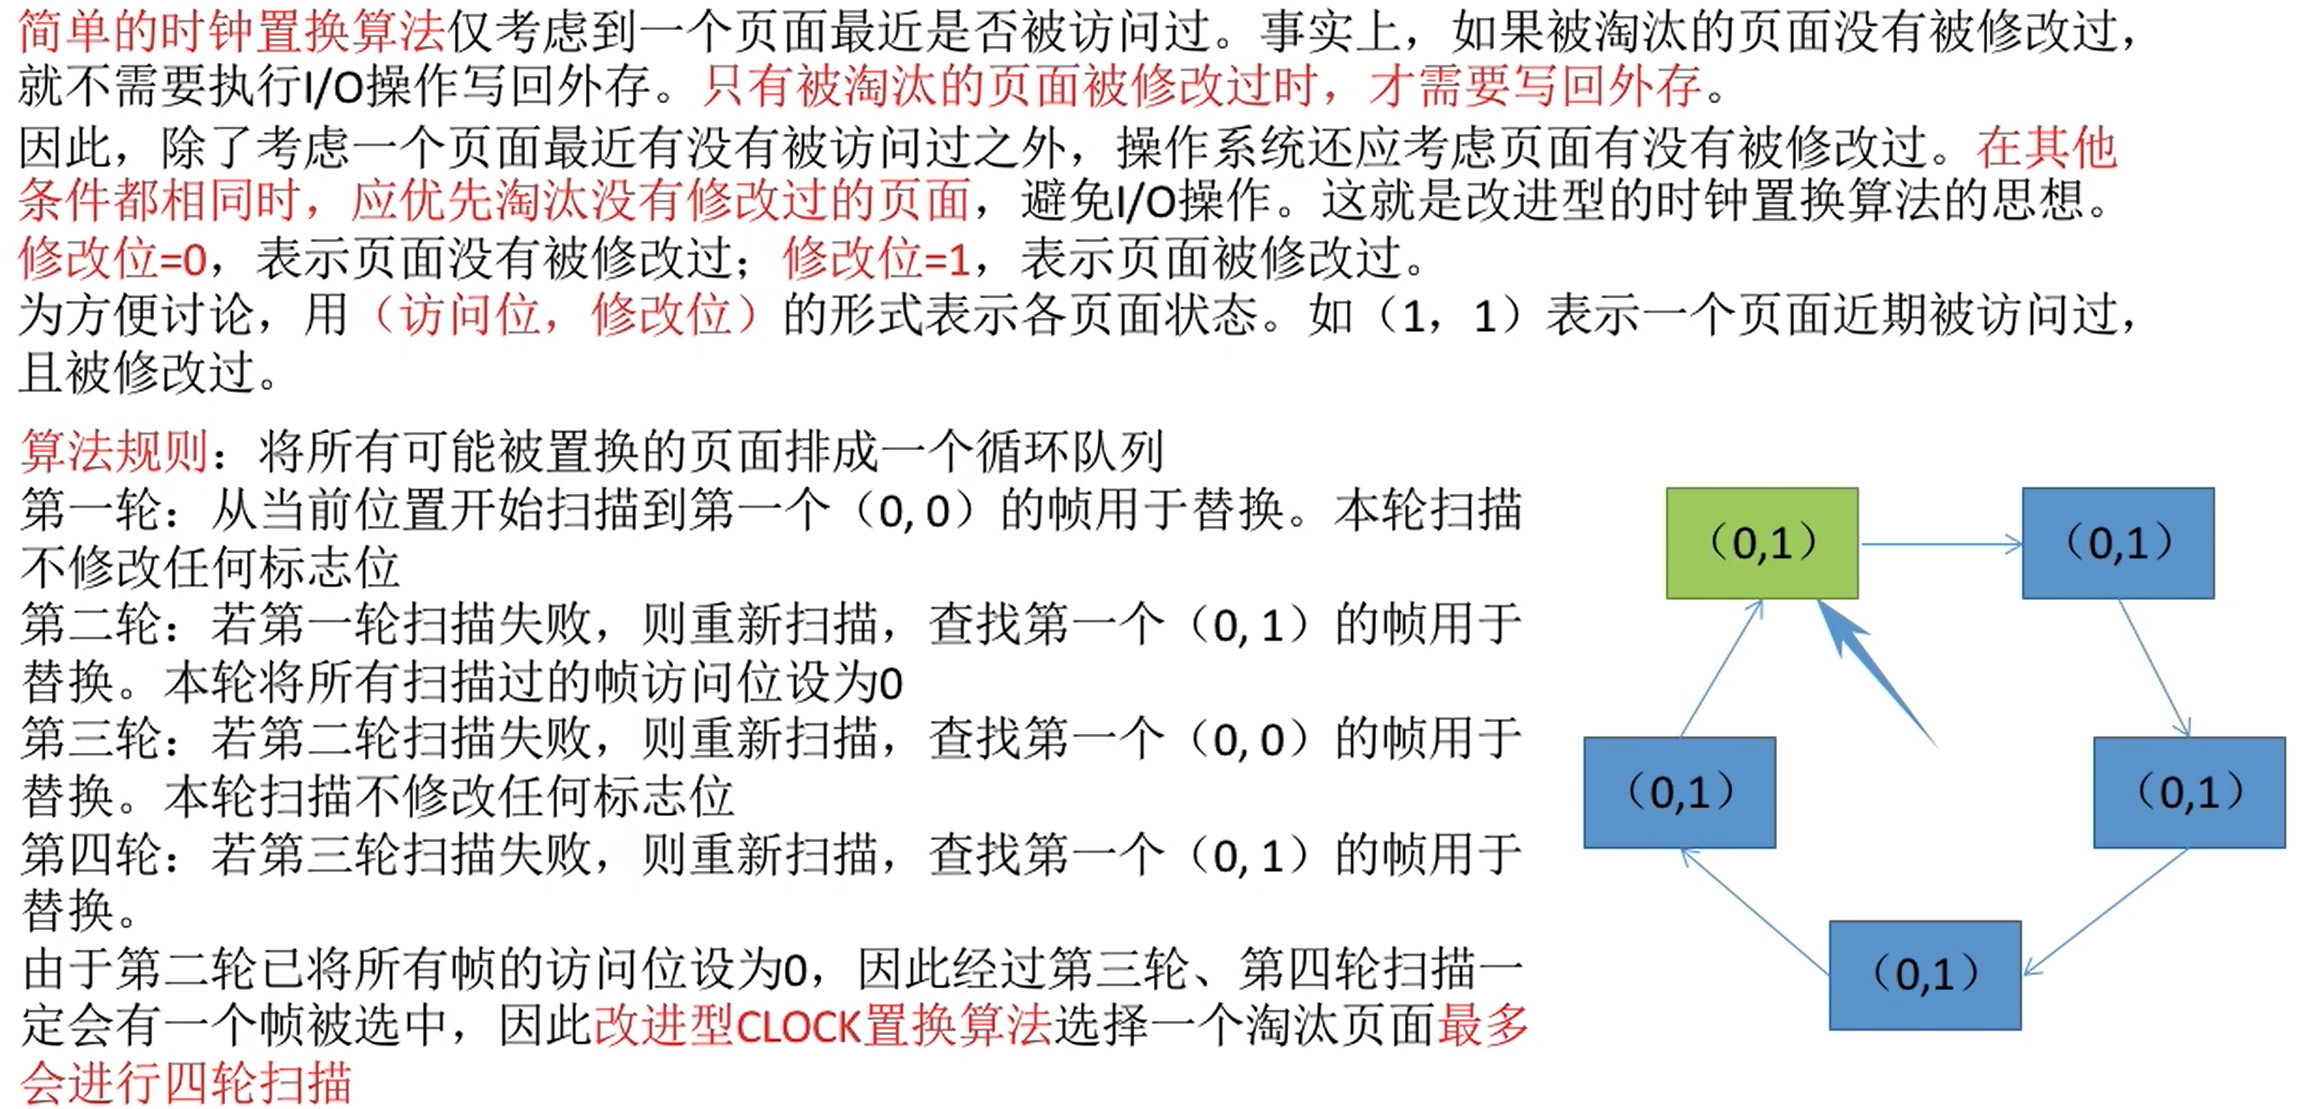 简单的时钟置换算法仅考虑到一个页面最近是否被访问过。事实上，如果被淘汰的页面没有被修改过，
就不需要执行I/O操作写回外存。只有被淘汰的页面被修改过时，才需要写回外存。
因此，除了考虑一个页面最近有没有被访问过之外，操作系统还应考虑页面有没有被修改过。在其他
条件都相同时，应优先淘汰没有修改过的页面，避免I/O操作。这就是改进型的时钟置换算法的思想。
修改位=0，表示页面没有被修改过；修改位=1，表示页面被修改过。
为方便讨论，用（访问位，修改位）的形式表示各页面状态。如（1，1）表示一个页面近期被访问过，
且被修改过。
算法规则：将所有可能被置换的页面排成一个循环队列
第一轮：从当前位置开始扫描到第一个（0, 0）的帧用于替换。本轮扫描
不修改任何标志位
第二轮：若第一轮扫描失败，则重新扫描，查找第一个（0, 1）的帧用于
替换。本轮将所有扫描过的帧访问位设为0
第三轮：若第二轮扫描失败，则重新扫描，查找第一个（0, 0）的帧用于
替换。本轮扫描不修改任何标志位
第四轮：若第三轮扫描失败，则重新扫描，查找第一个（0, 1）的帧用于
替换。
由于第二轮已将所有帧的访问位设为0，因此经过第三轮、第四轮扫描一
定会有一个帧被选中，因此改进型CLOCK置换算法选择一个淘汰页面最多
会进行四轮扫描
（0,1）
（0,1）
（0,1）
（0,1）
（0,1）